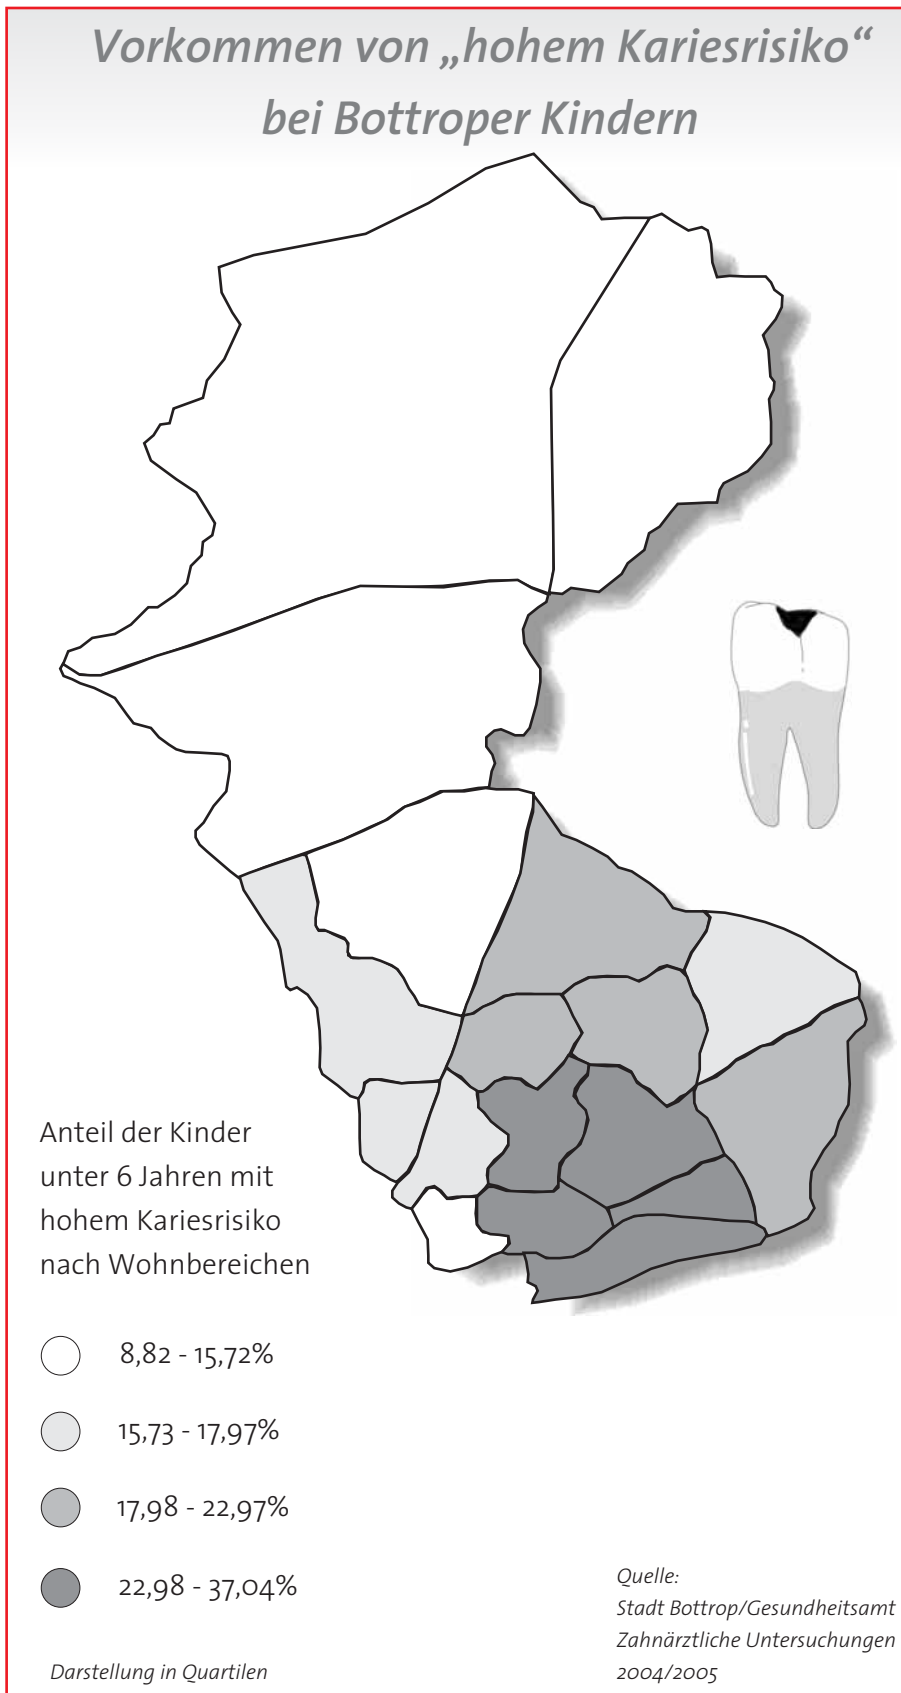 Vorkommen von „hohem Kariesrisiko“
bei Bottroper Kindern
Anteil der Kinder
unter 6 Jahren mit
hohem Kariesrisiko
nach Wohnbereichen
8,82 - 15,72%
15,73 - 17,97%
17,98 - 22,97%
22,98 - 37,04%
Darstellung in Quartilen
Quelle:
Stadt Bottrop/Gesundheitsamt
Zahnärztliche Untersuchungen
2004/2005